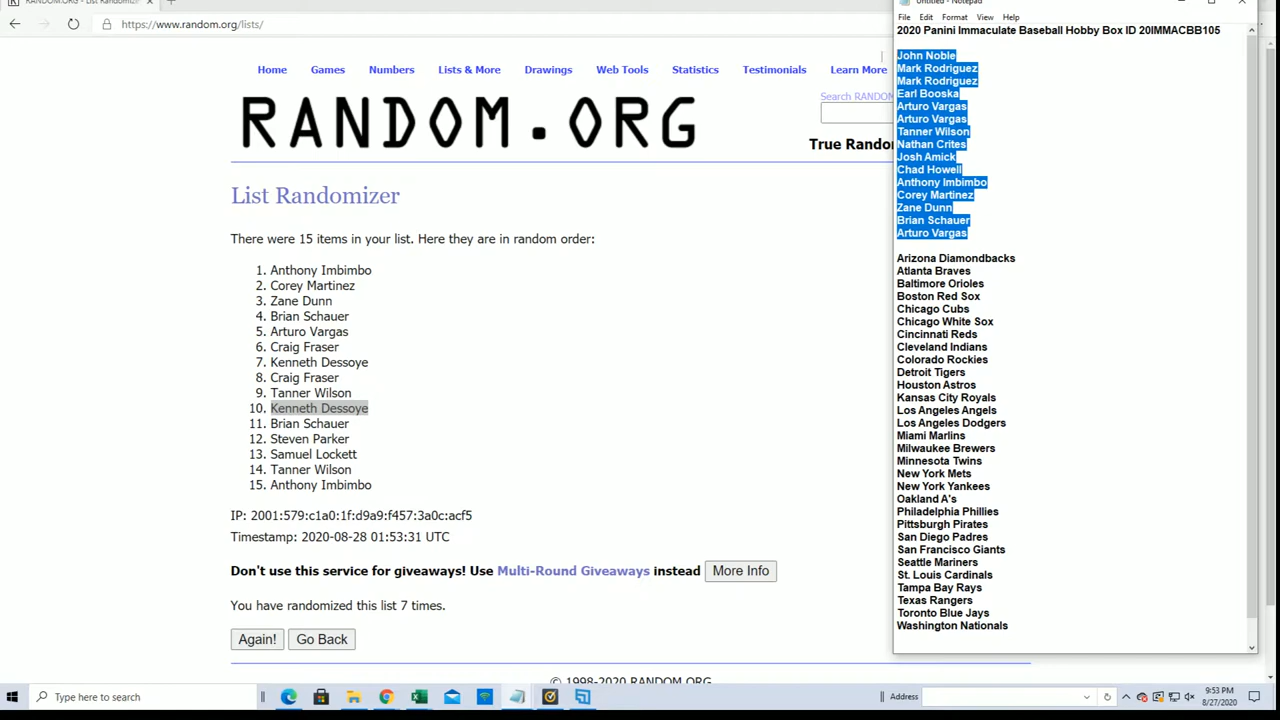 RANDOM.ORG - List Randomizer
https://www.random.org/lists/
Home Games Numbers Lists & More Drawings Web Tools Statistics Testimonials Learn More
Search RANDOM
RANDOM.ORG
True Rando
List Randomizer
There were 15 items in your list. Here they are in random order:
1. Anthony Imbimbo
2. Corey Martinez
3. Zane Dunn
4. Brian Schauer
5. Arturo Vargas
6. Craig Fraser
7. Kenneth Dessoye
8. Craig Fraser
9. Tanner Wilson
10. Kenneth Dessoye
11. Brian Schauer
12. Steven Parker
13. Samuel Lockett
14. Tanner Wilson
15. Anthony Imbimbo
IP: 2001:579:c1a0:1f:d9a9:f457:3a0c:acf5
Timestamp: 2020-08-28 01:53:31 UTC
Don't use this service for giveaways! Use Multi-Round Giveaways instead More Info
You have randomized this list 7 times.
Again! Go Back
© 1998-2020 RANDOM.ORG
Untitled - Notepad
File Edit Format View Help
2020 Panini Immaculate Baseball Hobby Box ID 20IMMACBB105
John Noble
Mark Rodriguez
Mark Rodriguez
Earl Booska
Arturo Vargas
Arturo Vargas
Tanner Wilson
Nathan Crites
Josh Amick
Chad Howell
Anthony Imbimbo
Corey Martinez
Zane Dunn
Brian Schauer
Arturo Vargas
Arizona Diamondbacks
Atlanta Braves
Baltimore Orioles
Boston Red Sox
Chicago Cubs
Chicago White Sox
Cincinnati Reds
Cleveland Indians
Colorado Rockies
Detroit Tigers
Houston Astros
Kansas City Royals
Los Angeles Angels
Los Angeles Dodgers
Miami Marlins
Milwaukee Brewers
Minnesota Twins
New York Mets
New York Yankees
Oakland A's
Philadelphia Phillies
Pittsburgh Pirates
San Diego Padres
San Francisco Giants
Seattle Mariners
St. Louis Cardinals
Tampa Bay Rays
Texas Rangers
Toronto Blue Jays
Washington Nationals
Type here to search
Address
9:53 PM
8/27/2020